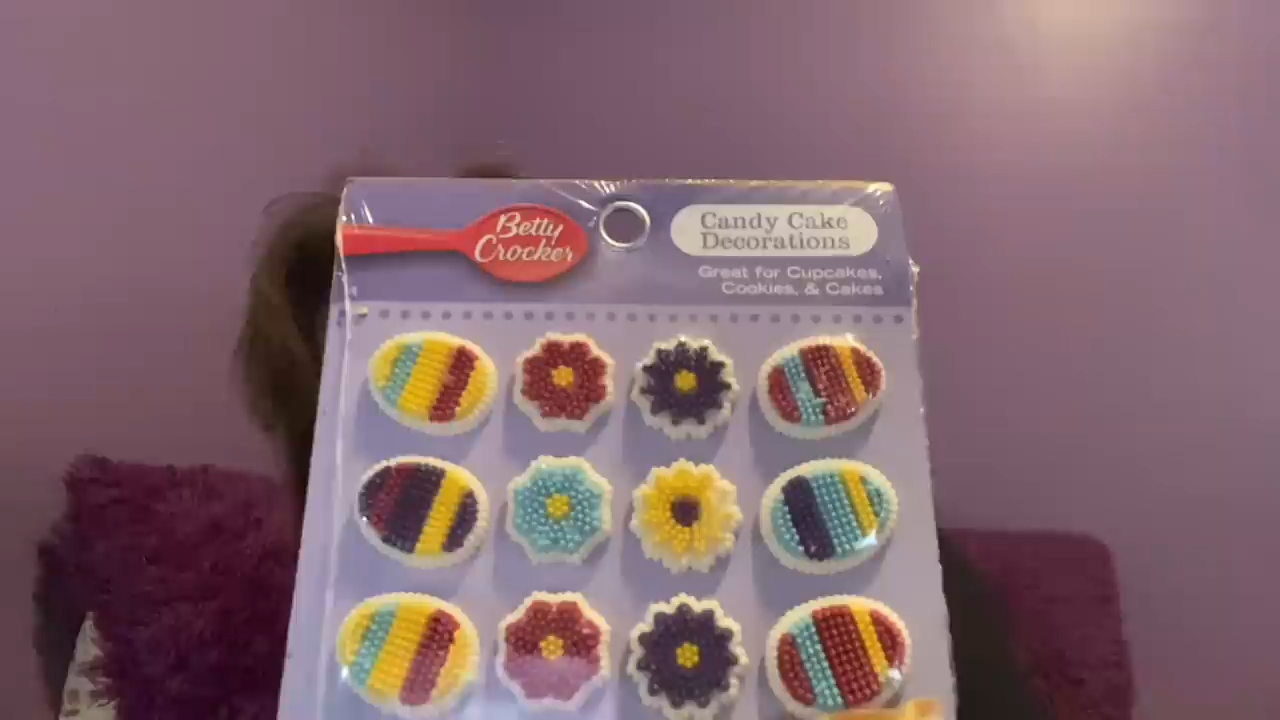 Betty
Crocker
Candy Cake
Decorations
Great for Cupcakes,
Cookies, & Cakes